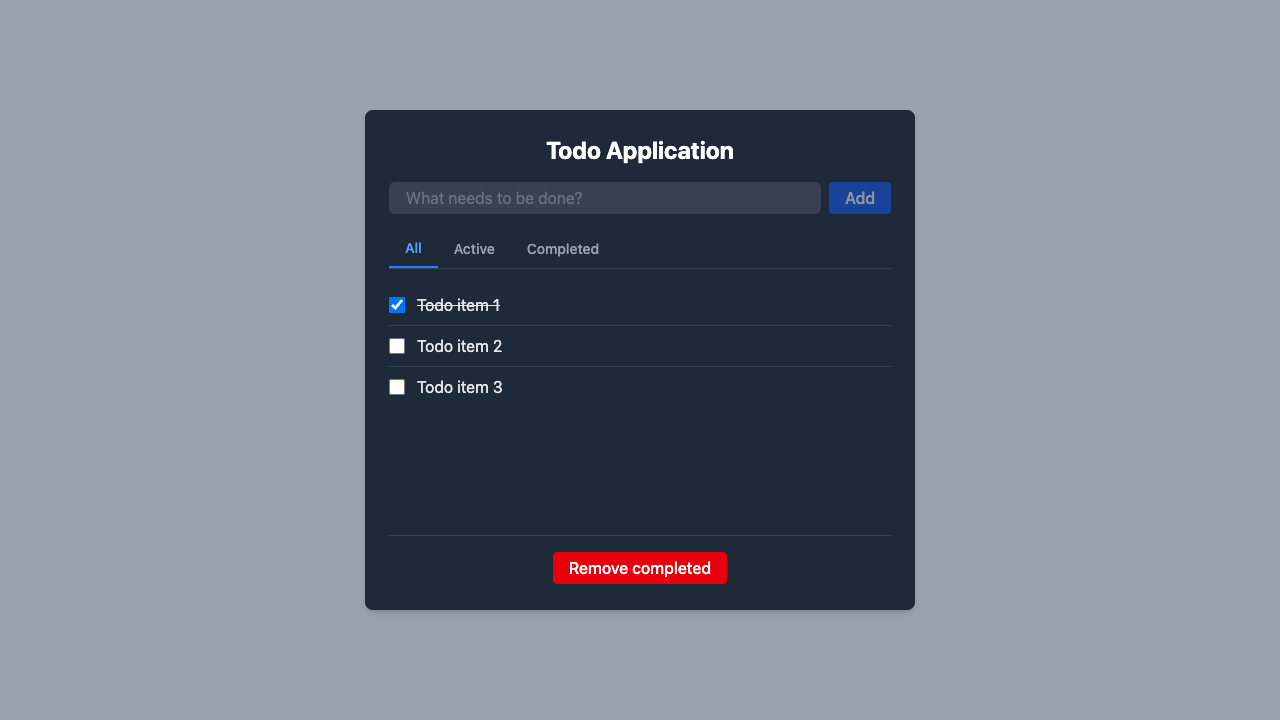 Todo Application
What needs to be done? Add
All Active Completed
Todo item 1
Todo item 2
Todo item 3
Remove completed